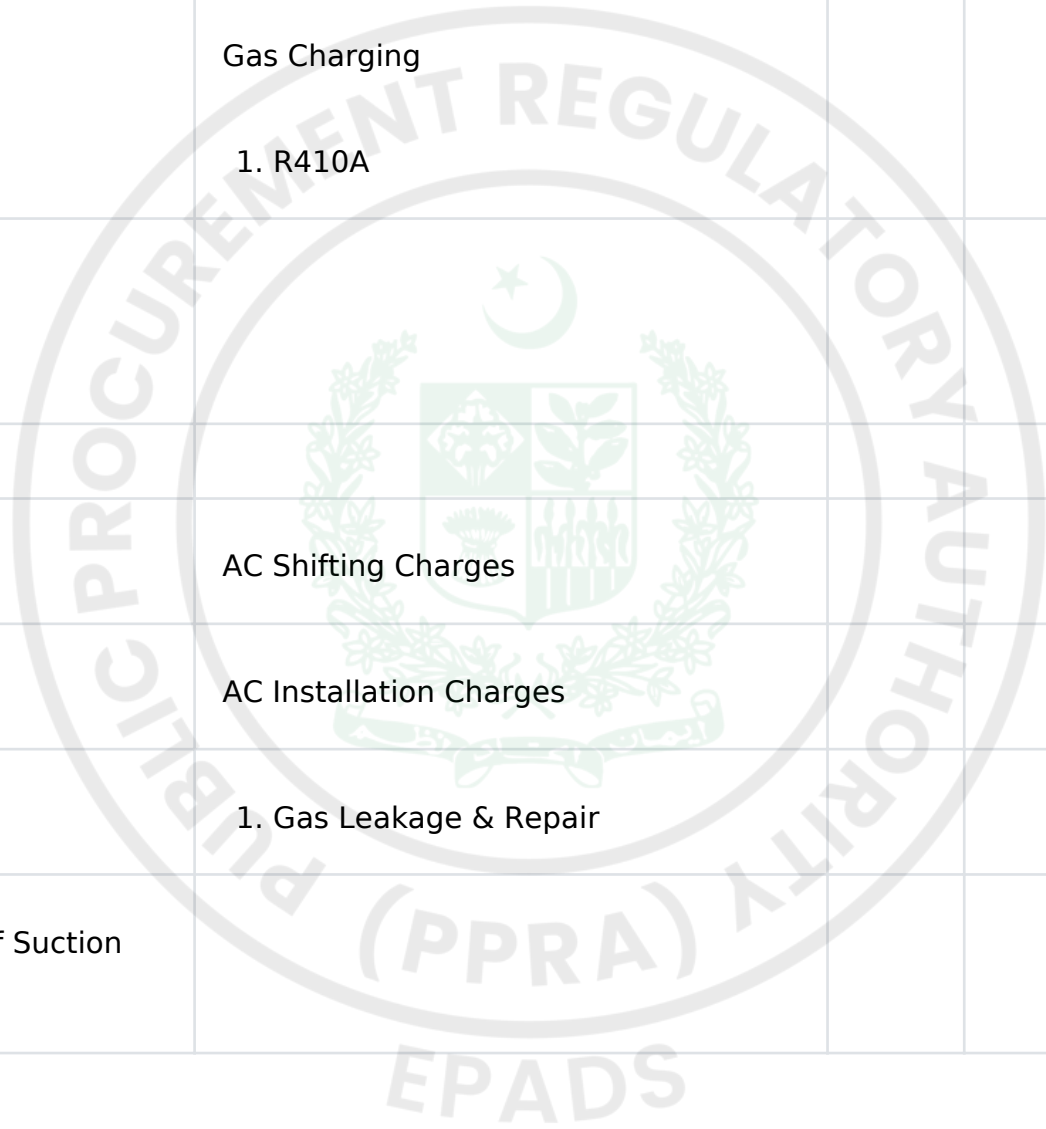 Gas Charging
1. R410A
AC Shifting Charges
AC Installation Charges
1. Gas Leakage & Repair
f Suction
PUBLIC PROCUREMENT REGULATORY AUTHORITY
(PPRA)
EPADS